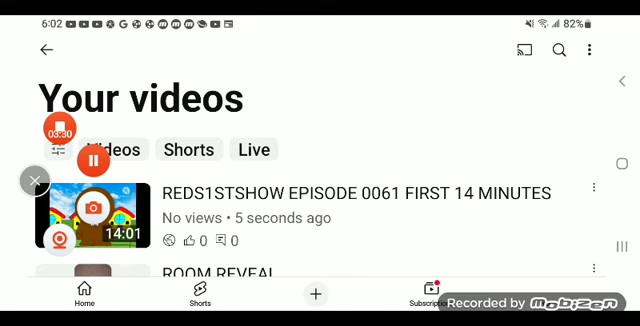 6:02
82%
Your videos
03:30
Videos
Shorts
Live
REDS1STSHOW EPISODE 0061 FIRST 14 MINUTES
No views • 5 seconds ago
0
0
14:01
ROOM REVEAL
Home
Shorts
Recorded by MOBIZEN